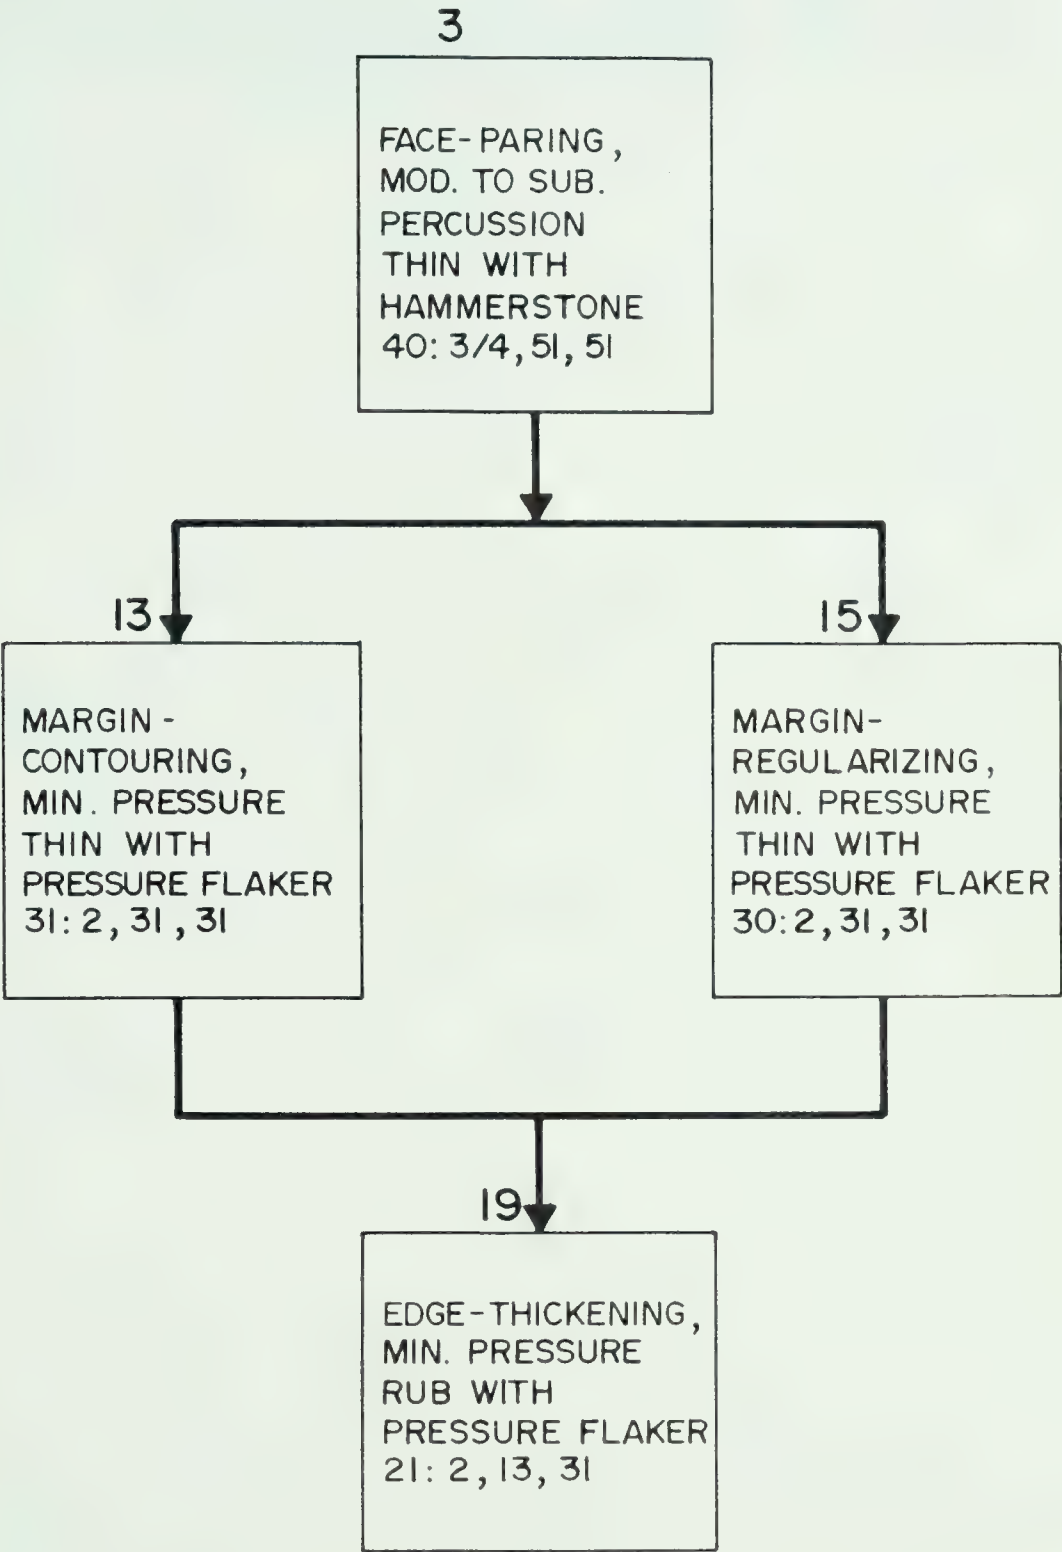 3
FACE-PARING,
MOD. TO SUB.
PERCUSSION
THIN WITH
HAMMERSTONE
40: 3/4, 51, 51
13
MARGIN-
CONTOURING,
MIN. PRESSURE
THIN WITH
PRESSURE FLAKER
31: 2, 31, 31
15
MARGIN-
REGULARIZING,
MIN. PRESSURE
THIN WITH
PRESSURE FLAKER
30: 2, 31, 31
19
EDGE-THICKENING,
MIN. PRESSURE
RUB WITH
PRESSURE FLAKER
21: 2, 13, 31